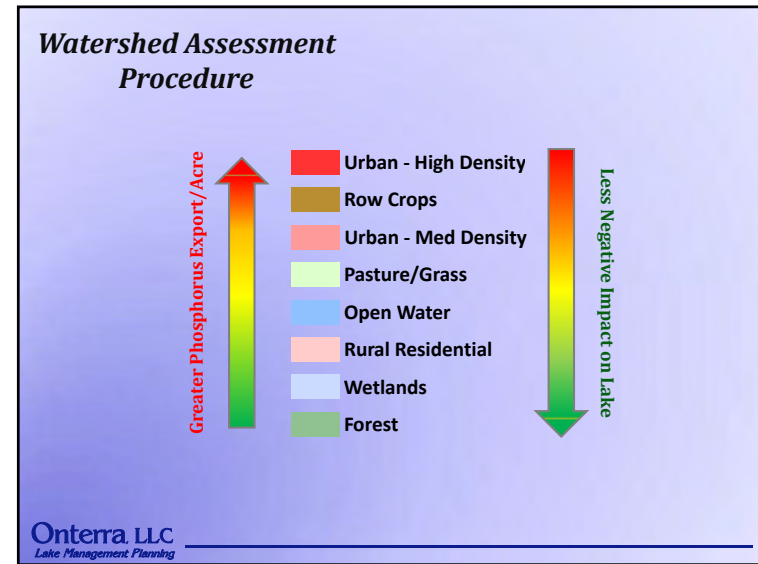 Watershed Assessment
Procedure
Greater Phosphorus Export/Acre
Urban - High Density
Row Crops
Urban - Med Density
Pasture/Grass
Open Water
Rural Residential
Wetlands
Forest
Less Negative Impact on Lake
Onterra, LLC
Lake Management Planning